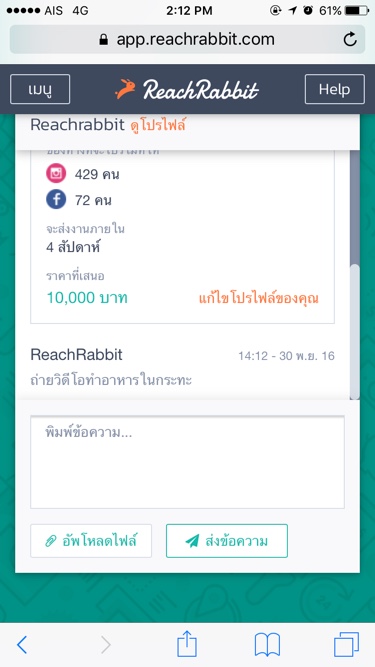 AIS 4G 2:12 PM 61%
app.reachrabbit.com
เมนู ReachRabbit Help
Reachrabbit ดูโปรไฟล์
429 คน
72 คน
จะส่งงานภายใน
4 สัปดาห์
ราคาที่เสนอ
10,000 บาท แก้ไขโปรไฟล์ของคุณ
ReachRabbit 14:12 - 30 พ.ย. 16
ถ่ายวิดีโอทำอาหารในกระทะ
พิมพ์ข้อความ...
อัพโหลดไฟล์ ส่งข้อความ